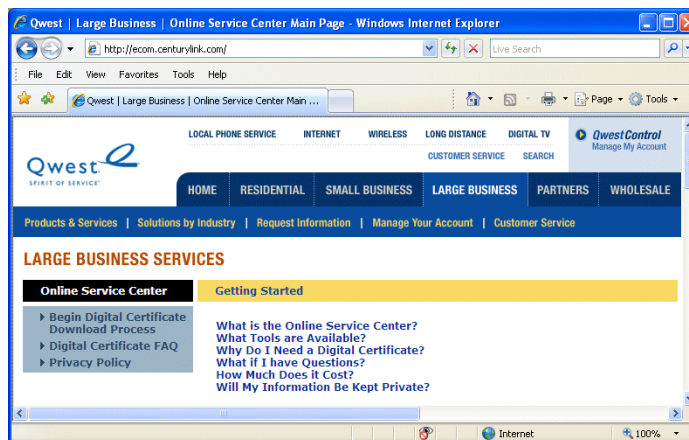 Qwest | Large Business | Online Service Center Main Page - Windows Internet Explorer
http://ecom.centurylink.com/
Live Search
File Edit View Favorites Tools Help
Qwest | Large Business | Online Service Center Main ...
Page Tools
LOCAL PHONE SERVICE INTERNET WIRELESS LONG DISTANCE DIGITAL TV
Qwest Control
Manage My Account
CUSTOMER SERVICE SEARCH
Qwest
SPIRIT OF SERVICE
HOME RESIDENTIAL SMALL BUSINESS LARGE BUSINESS PARTNERS WHOLESALE
Products & Services | Solutions by Industry | Request Information | Manage Your Account | Customer Service
LARGE BUSINESS SERVICES
Online Service Center
Getting Started
Begin Digital Certificate
Download Process
Digital Certificate FAQ
Privacy Policy
What is the Online Service Center?
What Tools are Available?
Why Do I Need a Digital Certificate?
What if I have Questions?
How Much Does it Cost?
Will My Information Be Kept Private?
Internet
100%